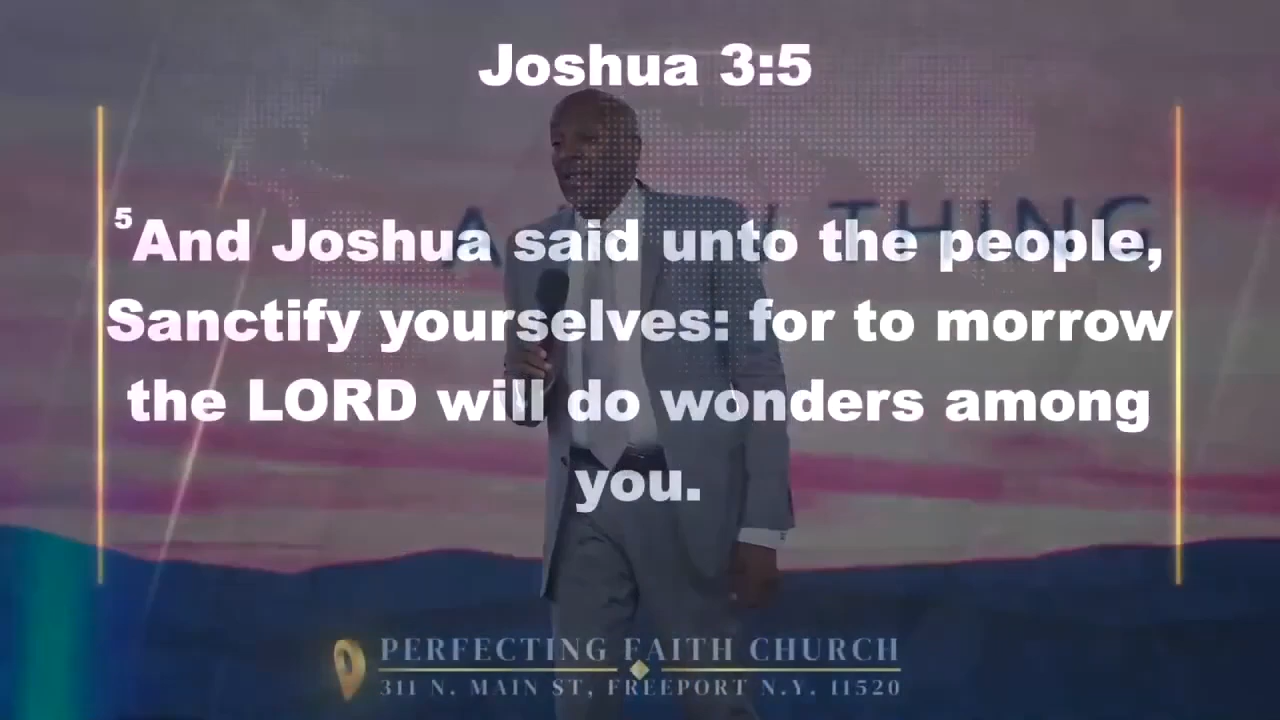 Joshua 3:5
THING
5And Joshua said unto the people,
Sanctify yourselves: for to morrow
the LORD will do wonders among
you.
PERFECTING FAITH CHURCH
311 N. MAIN ST, FREEPORT N.Y. 11520